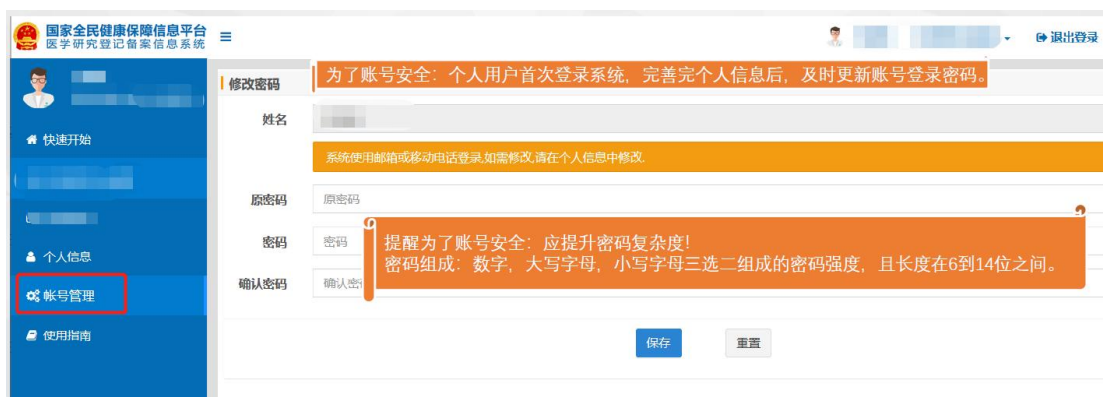 国家全民健康保障信息平台
医学研究登记备案信息系统
退出登录
修改密码
为了账号安全：个人用户首次登录系统，完善完个人信息后，及时更新账号登录密码。
姓名
快速开始
系统使用邮箱或移动电话登录,如需修改,请在个人信息中修改.
原密码
原密码
密码
密码
提醒为了账号安全：应提升密码复杂度!
密码组成：数字，大写字母，小写字母三选二组成的密码强度，且长度在6到14位之间。
个人信息
确认密码
确认密
帐号管理
使用指南
保存
重置